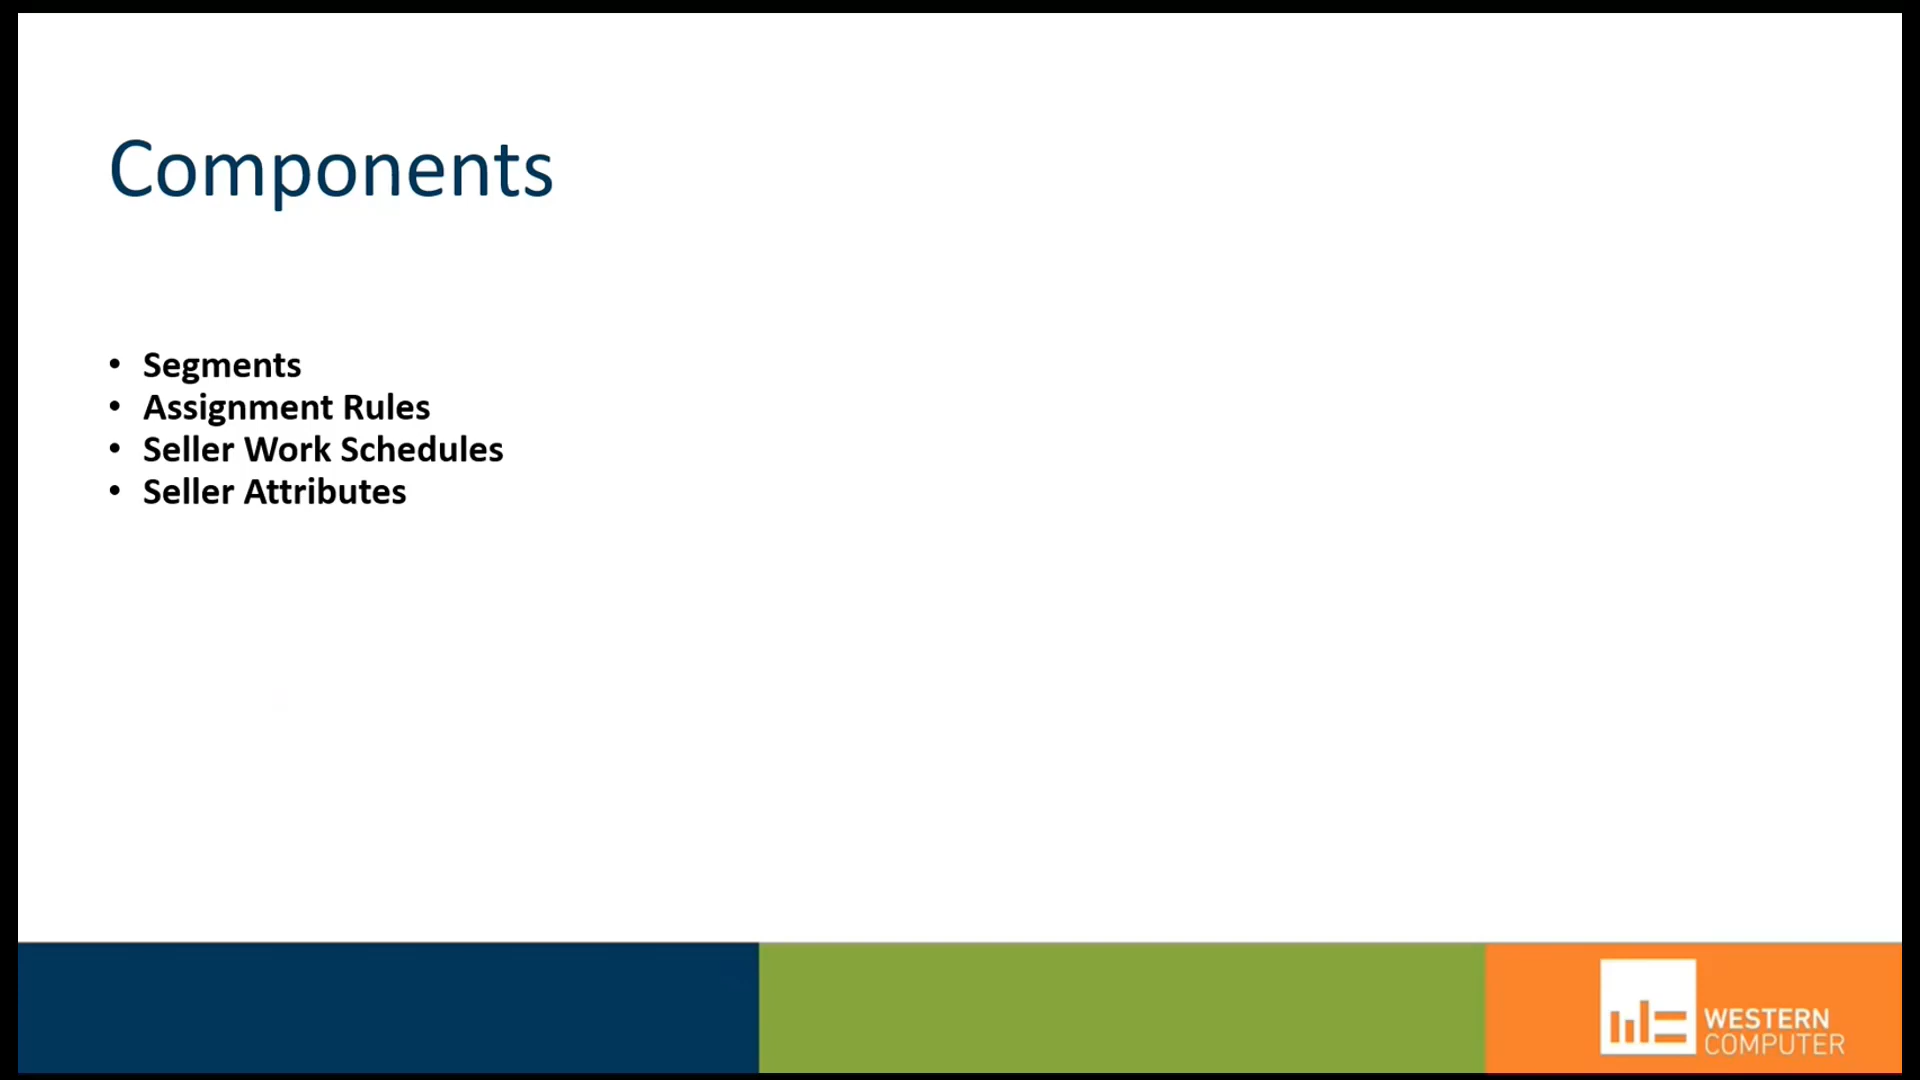 Components
• Segments
• Assignment Rules
• Seller Work Schedules
• Seller Attributes
WESTERN
COMPUTER